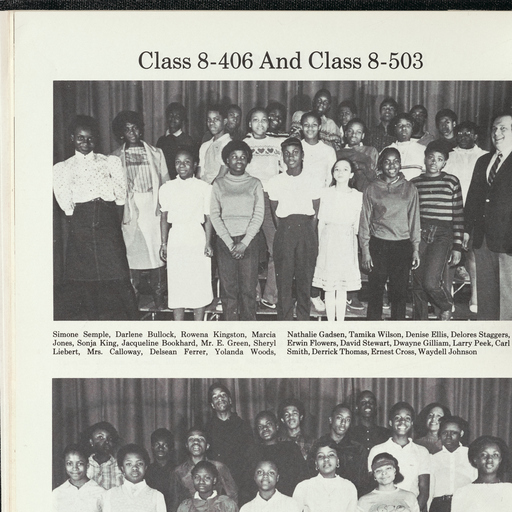 Class 8-406 And Class 8-503
Simone Semple, Darlene Bullock, Rowena Kingston, Marcia
Jones, Sonja King, Jacqueline Bookhard, Mr. E. Green, Sheryl
Liebert, Mrs. Calloway, Delsean Ferrer, Yolanda Woods,
Nathalie Gadsen, Tamika Wilson, Denise Ellis, Delores Staggers,
Erwin Flowers, David Stewart, Dwayne Gilliam, Larry Peek, Carl
Smith, Derrick Thomas, Ernest Cross, Waydell Johnson